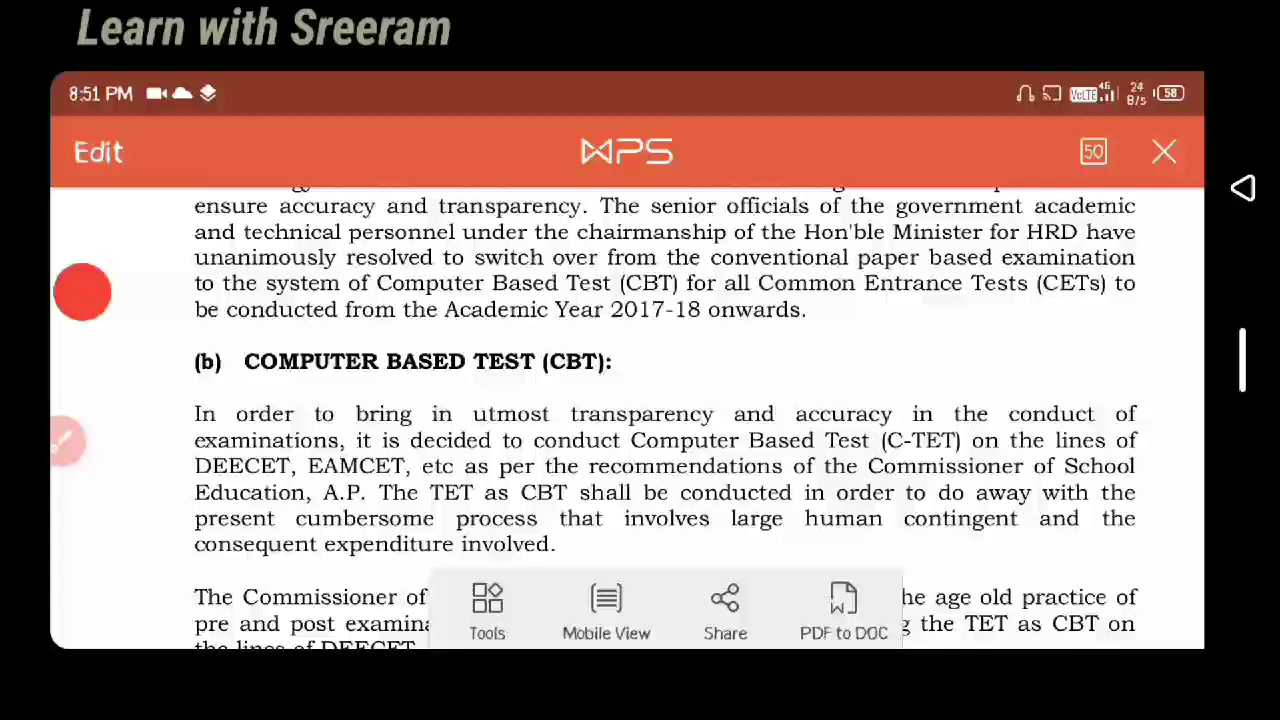 Learn with Sreeram
8:51 PM
VoLTE 4G 24 B/s 58
Edit
WPS
50
ensure accuracy and transparency. The senior officials of the government academic
and technical personnel under the chairmanship of the Hon'ble Minister for HRD have
unanimously resolved to switch over from the conventional paper based examination
to the system of Computer Based Test (CBT) for all Common Entrance Tests (CETs) to
be conducted from the Academic Year 2017-18 onwards.
(b) COMPUTER BASED TEST (CBT):
In order to bring in utmost transparency and accuracy in the conduct of
examinations, it is decided to conduct Computer Based Test (C-TET) on the lines of
DEECET, EAMCET, etc as per the recommendations of the Commissioner of School
Education, A.P. The TET as CBT shall be conducted in order to do away with the
present cumbersome process that involves large human contingent and the
consequent expenditure involved.
The Commissioner of he age old practice of
pre and post examina g the TET as CBT on
the lines of DEECET
Tools
Mobile View
Share
PDF to DOC